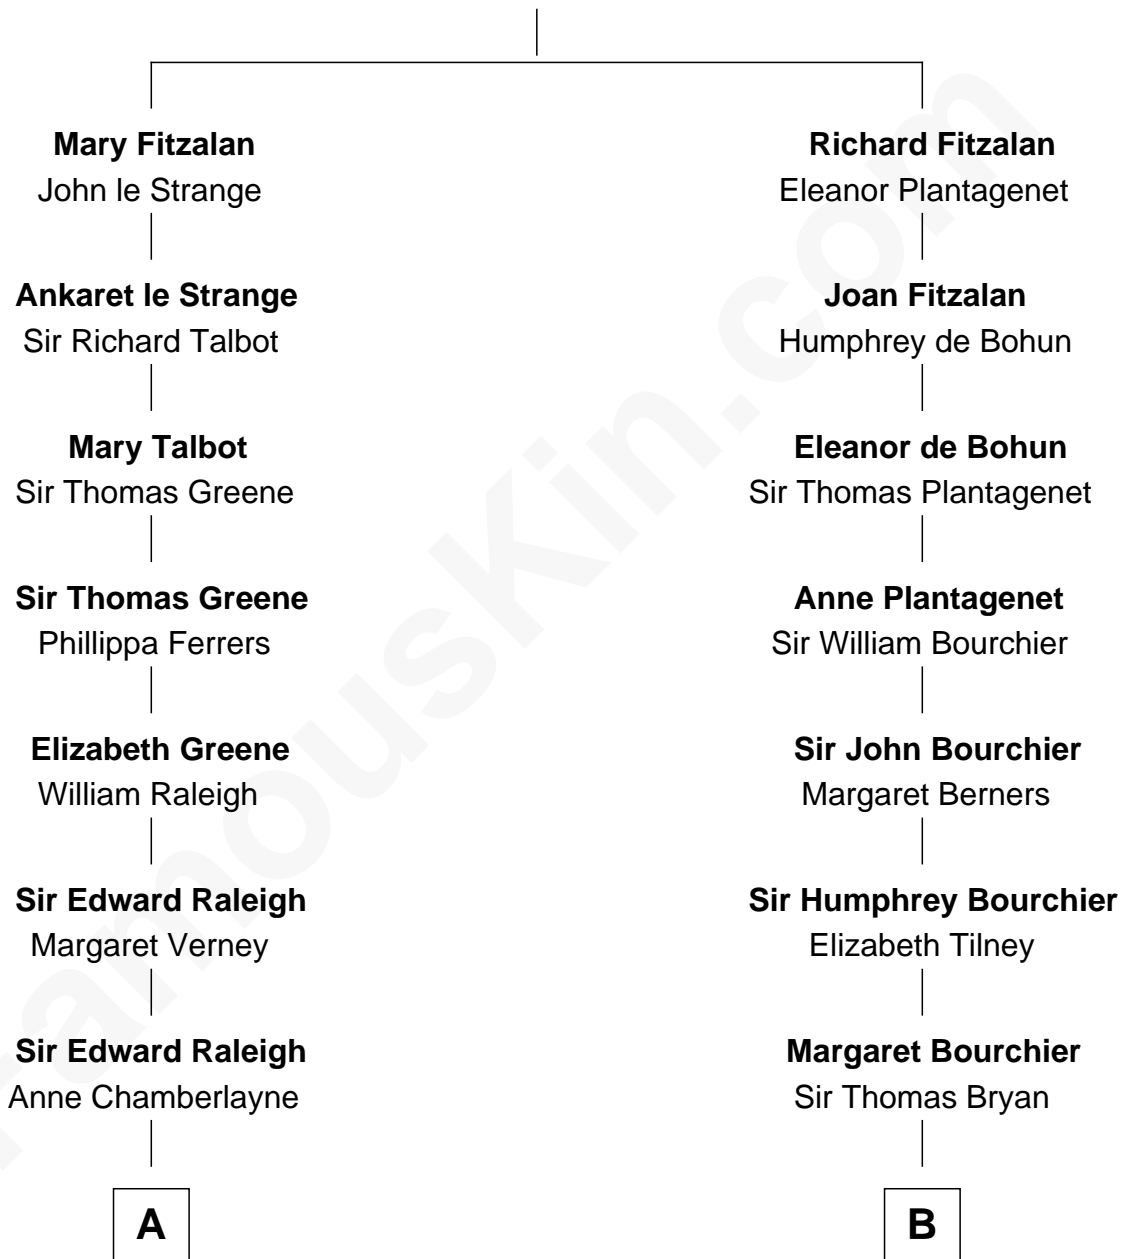 Mary Fitzalan
John le Strange
Ankaret le Strange
Sir Richard Talbot
Mary Talbot
Sir Thomas Greene
Sir Thomas Greene
Phillippa Ferrers
Elizabeth Greene
William Raleigh
Sir Edward Raleigh
Margaret Verney
Sir Edward Raleigh
Anne Chamberlayne
A
Richard Fitzalan
Eleanor Plantagenet
Joan Fitzalan
Humphrey de Bohun
Eleanor de Bohun
Sir Thomas Plantagenet
Anne Plantagenet
Sir William Bourchier
Sir John Bourchier
Margaret Berners
Sir Humphrey Bourchier
Elizabeth Tilney
Margaret Bourchier
Sir Thomas Bryan
B
FamousKin.com